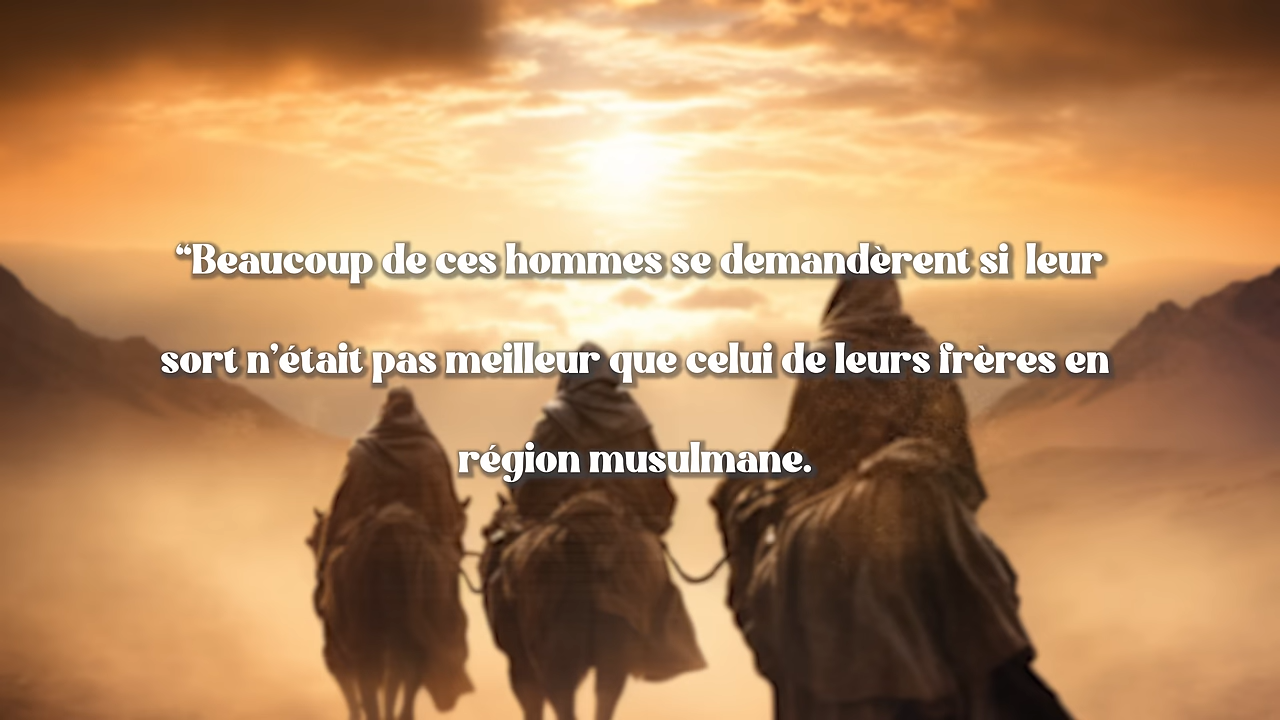 “Beaucoup de ces hommes se demandèrent si leur
sort n’était pas meilleur que celui de leurs frères en
région musulmane.